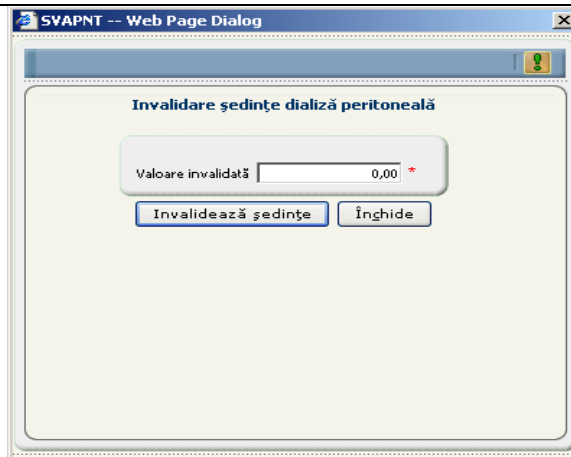 SVAPNT -- Web Page Dialog
Invalidare şedinţe dializă peritoneală
Valoare invalidată 0,00 *
Invalidează şedinţe Închide